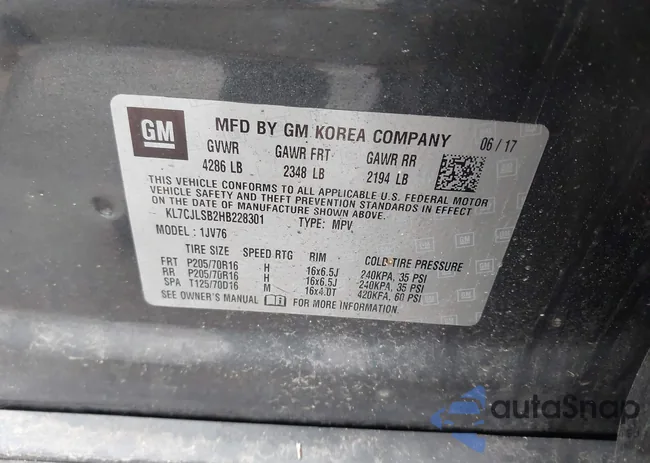 GM
MFD BY GM KOREA COMPANY 06 / 17
GVWR GAWR FRT GAWR RR
4286 LB 2348 LB 2194 LB
THIS VEHICLE CONFORMS TO ALL APPLICABLE U.S. FEDERAL MOTOR
VEHICLE SAFETY AND THEFT PREVENTION STANDARDS IN EFFECT
ON THE DATE OF MANUFACTURE SHOWN ABOVE.
KL7CJLSB2HB228301 TYPE: MPV
MODEL : 1JV76
TIRE SIZE SPEED RTG RIM COLD TIRE PRESSURE
FRT P205/70R16 H 16x6.5J 240KPA, 35 PSI
RR P205/70R16 H 16x6.5J 240KPA, 35 PSI
SPA T125/70D16 M 16x4.0T 420KPA, 60 PSI
SEE OWNER'S MANUAL FOR MORE INFORMATION.
autoSnap